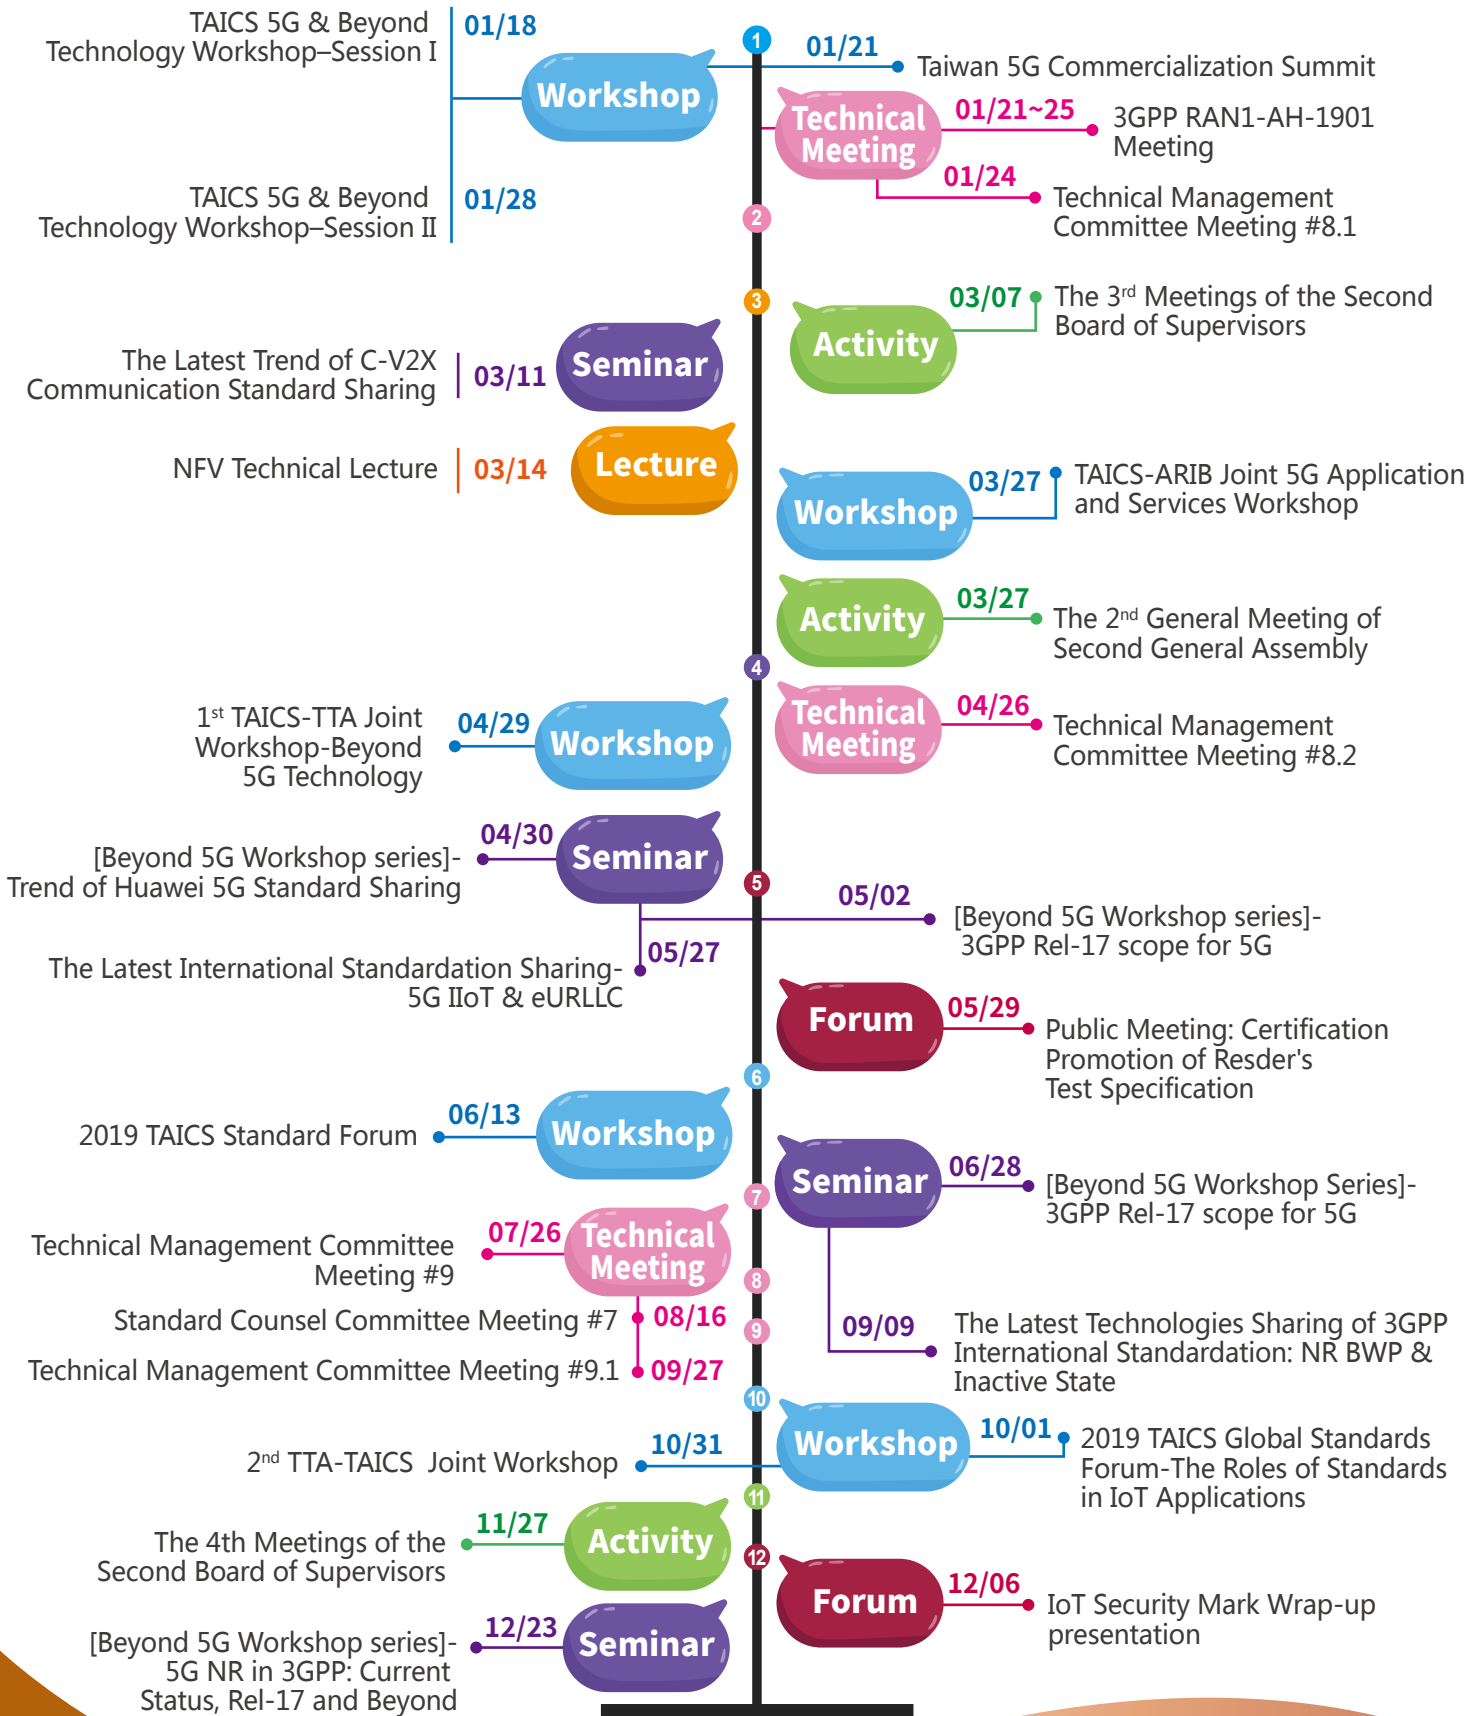 TAICS 5G & Beyond
Technology Workshop–Session I
01/18
Workshop
TAICS 5G & Beyond
Technology Workshop–Session II
01/28
1
01/21
Taiwan 5G Commercialization Summit
Technical
Meeting
01/21~25
3GPP RAN1-AH-1901
Meeting
01/24
Technical Management
Committee Meeting #8.1
2
3
03/07
The 3rd Meetings of the Second
Board of Supervisors
Activity
The Latest Trend of C-V2X
Communication Standard Sharing
03/11
Seminar
NFV Technical Lecture
03/14
Lecture
Workshop
03/27
TAICS-ARIB Joint 5G Application
and Services Workshop
Activity
03/27
The 2nd General Meeting of
Second General Assembly
4
Technical
Meeting
04/26
Technical Management
Committee Meeting #8.2
1st TAICS-TTA Joint
Workshop-Beyond
5G Technology
04/29
Workshop
[Beyond 5G Workshop series]-
Trend of Huawei 5G Standard Sharing
04/30
Seminar
5
05/02
[Beyond 5G Workshop series]-
3GPP Rel-17 scope for 5G
The Latest International Standardation Sharing-
5G IIoT & eURLLC
05/27
Forum
05/29
Public Meeting: Certification
Promotion of Resder's
Test Specification
6
2019 TAICS Standard Forum
06/13
Workshop
Seminar
06/28
[Beyond 5G Workshop Series]-
3GPP Rel-17 scope for 5G
7
Technical Management Committee
Meeting #9
07/26
Technical
Meeting
8
Standard Counsel Committee Meeting #7
08/16
9
09/09
The Latest Technologies Sharing of 3GPP
International Standardation: NR BWP &
Inactive State
Technical Management Committee Meeting #9.1
09/27
10
Workshop
10/01
2019 TAICS Global Standards
Forum-The Roles of Standards
in IoT Applications
2nd TTA-TAICS Joint Workshop
10/31
11
The 4th Meetings of the
Second Board of Supervisors
11/27
Activity
12
Forum
12/06
IoT Security Mark Wrap-up
presentation
[Beyond 5G Workshop series]-
5G NR in 3GPP: Current
Status, Rel-17 and Beyond
12/23
Seminar